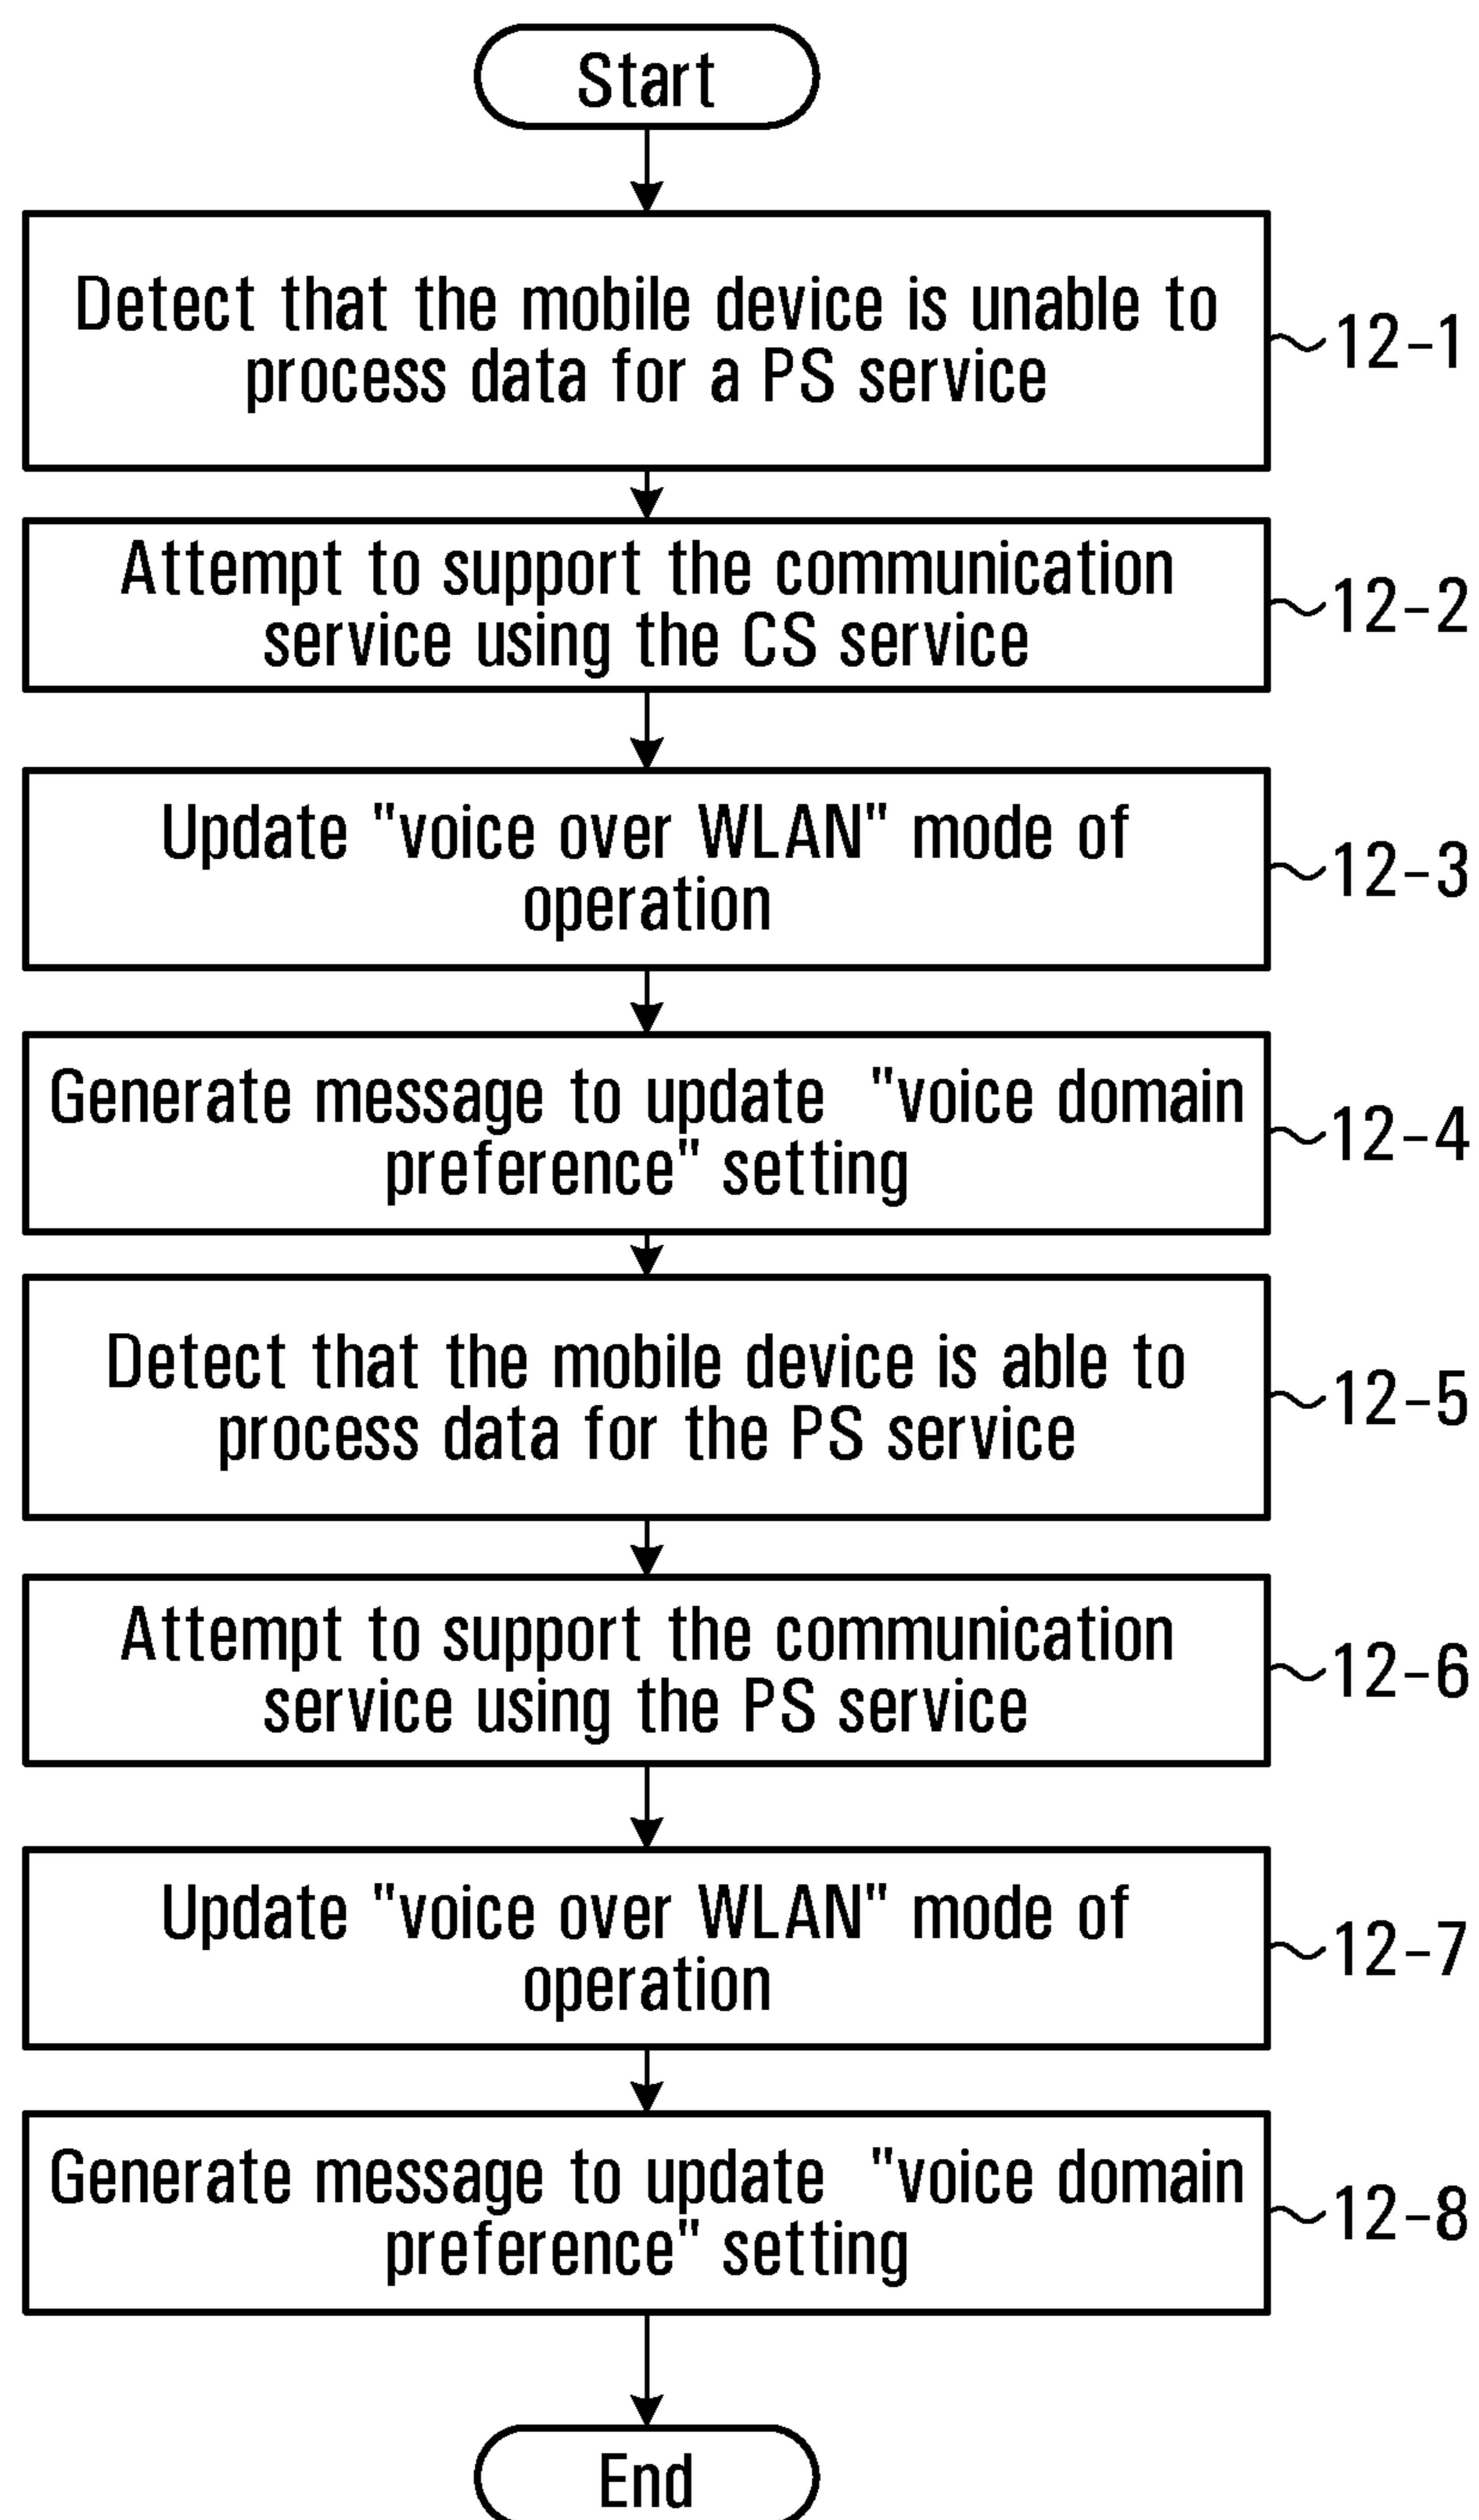 Start
Detect that the mobile device is unable to
process data for a PS service
12-1
Attempt to support the communication
service using the CS service
12-2
Update "voice over WLAN" mode of
operation
12-3
Generate message to update "voice domain
preference" setting
12-4
Detect that the mobile device is able to
process data for the PS service
12-5
Attempt to support the communication
service using the PS service
12-6
Update "voice over WLAN" mode of
operation
12-7
Generate message to update "voice domain
preference" setting
12-8
End